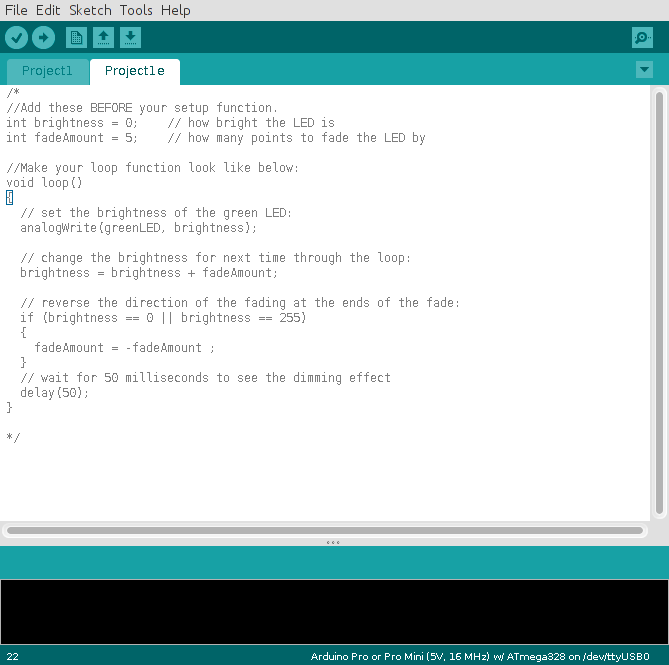 File Edit Sketch Tools Help
Project1 Project1e
/*
//Add these BEFORE your setup function.
int brightness = 0;    // how bright the LED is
int fadeAmount = 5;    // how many points to fade the LED by
//Make your loop function look like below:
void loop()
{
  // set the brightness of the green LED:
  analogWrite(greenLED, brightness);
  // change the brightness for next time through the loop:
  brightness = brightness + fadeAmount;
  // reverse the direction of the fading at the ends of the fade:
  if (brightness == 0 || brightness == 255)
  {
    fadeAmount = -fadeAmount ;
  }
  // wait for 50 milliseconds to see the dimming effect
  delay(50);
}
*/
22 Arduino Pro or Pro Mini (5V, 16 MHz) w/ ATmega328 on /dev/ttyUSB0